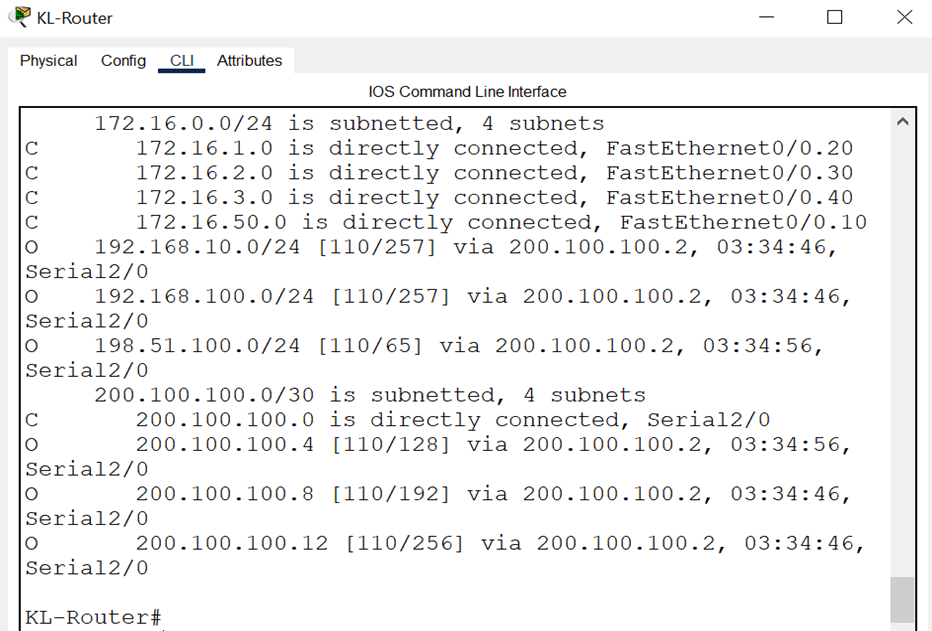 KL-Router
Physical Config CLI Attributes
IOS Command Line Interface
172.16.0.0/24 is subnetted, 4 subnets
C 172.16.1.0 is directly connected, FastEthernet0/0.20
C 172.16.2.0 is directly connected, FastEthernet0/0.30
C 172.16.3.0 is directly connected, FastEthernet0/0.40
C 172.16.50.0 is directly connected, FastEthernet0/0.10
O 192.168.10.0/24 [110/257] via 200.100.100.2, 03:34:46,
Serial2/0
O 192.168.100.0/24 [110/257] via 200.100.100.2, 03:34:46,
Serial2/0
O 198.51.100.0/24 [110/65] via 200.100.100.2, 03:34:56,
Serial2/0
200.100.100.0/30 is subnetted, 4 subnets
C 200.100.100.0 is directly connected, Serial2/0
O 200.100.100.4 [110/128] via 200.100.100.2, 03:34:56,
Serial2/0
O 200.100.100.8 [110/192] via 200.100.100.2, 03:34:46,
Serial2/0
O 200.100.100.12 [110/256] via 200.100.100.2, 03:34:46,
Serial2/0
KL-Router#